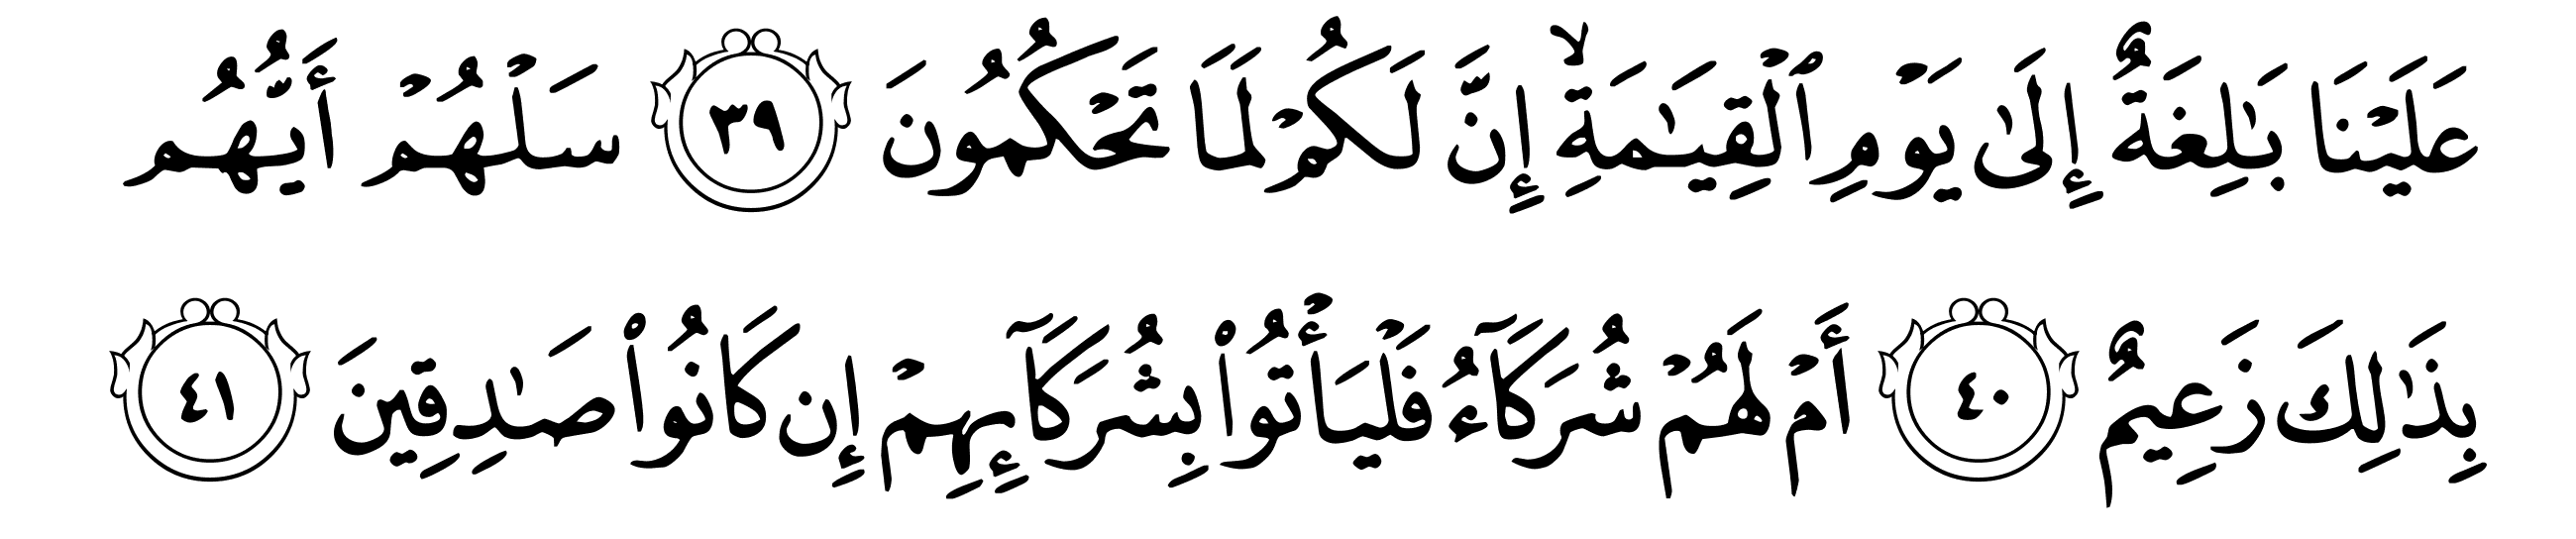 عَلَيْنَا بَـٰلِغَةٌ إِلَىٰ يَوْمِ ٱلْقِيَـٰمَةِ ۙ إِنَّ لَكُمْ لَمَا تَحْكُمُونَ ٣٩ سَلْهُمْ أَيُّهُم
بِذَٰلِكَ زَعِيمٌ ٤٠ أَمْ لَهُمْ شُرَكَآءُ فَلْيَأْتُوا۟ بِشُرَكَآئِهِمْ إِن كَانُوا۟ صَـٰدِقِينَ ٤١